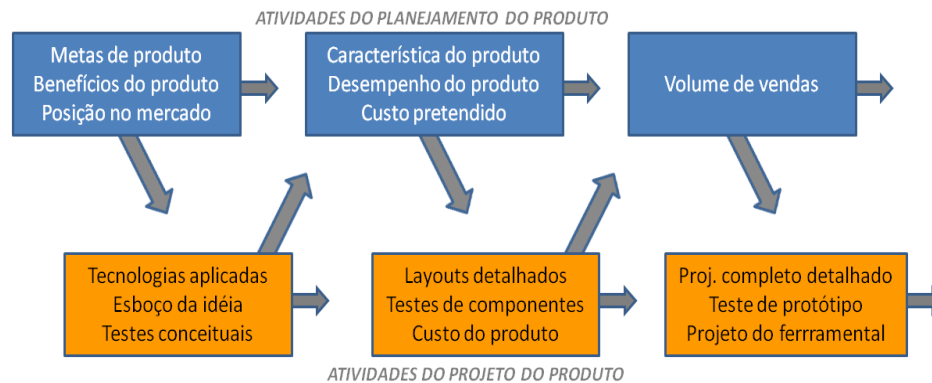 ATIVIDADES DO PLANEJAMENTO DO PRODUTO
Metas de produto
Benefícios do produto
Posição no mercado
Característica do produto
Desempenho do produto
Custo pretendido
Volume de vendas
Tecnologias aplicadas
Esboço da idéia
Testes conceituais
Layouts detalhados
Testes de componentes
Custo do produto
Proj. completo detalhado
Teste de protótipo
Projeto do ferrramental
ATIVIDADES DO PROJETO DO PRODUTO